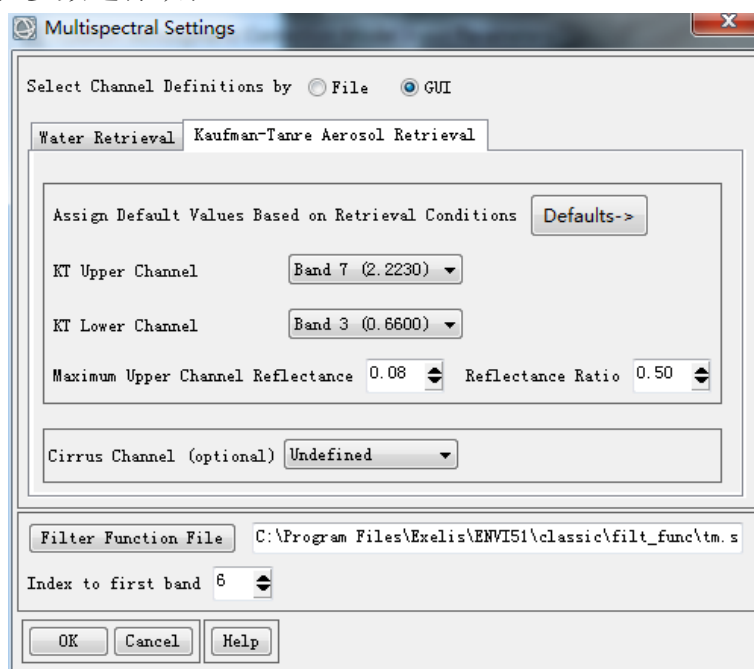 Multispectral Settings
Select Channel Definitions by File GUI
Water Retrieval Kaufman-Tanre Aerosol Retrieval
Assign Default Values Based on Retrieval Conditions Defaults->
KT Upper Channel Band 7 (2.2230)
KT Lower Channel Band 3 (0.6600)
Maximum Upper Channel Reflectance 0.08 Reflectance Ratio 0.50
Cirrus Channel (optional) Undefined
Filter Function File C:\Program Files\Exelis\ENVI51\classic\filt_func\tm.s
Index to first band 6
OK Cancel Help